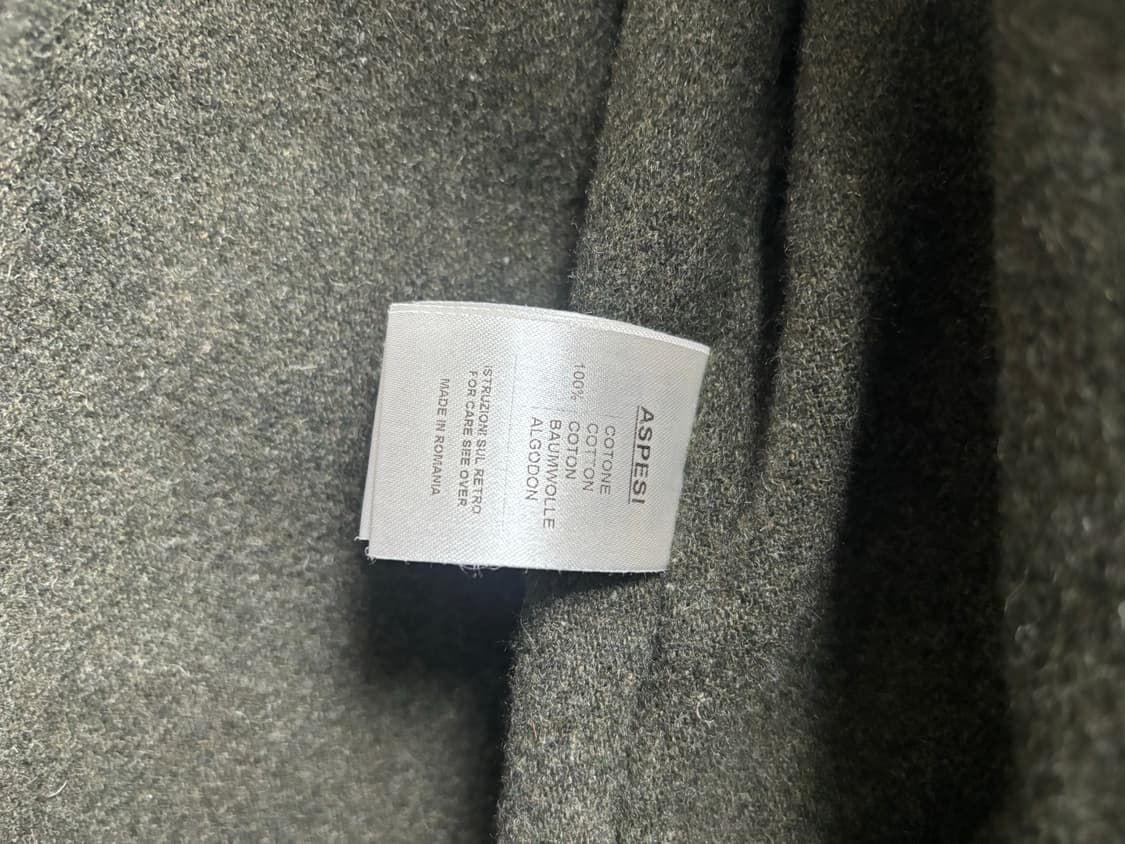 ASPESI
COTONE
COTTON
100% COTON
BAUMWOLLE
ALGODON
ISTRUZIONI SUL RETRO
FOR CARE SEE OVER
MADE IN ROMANIA